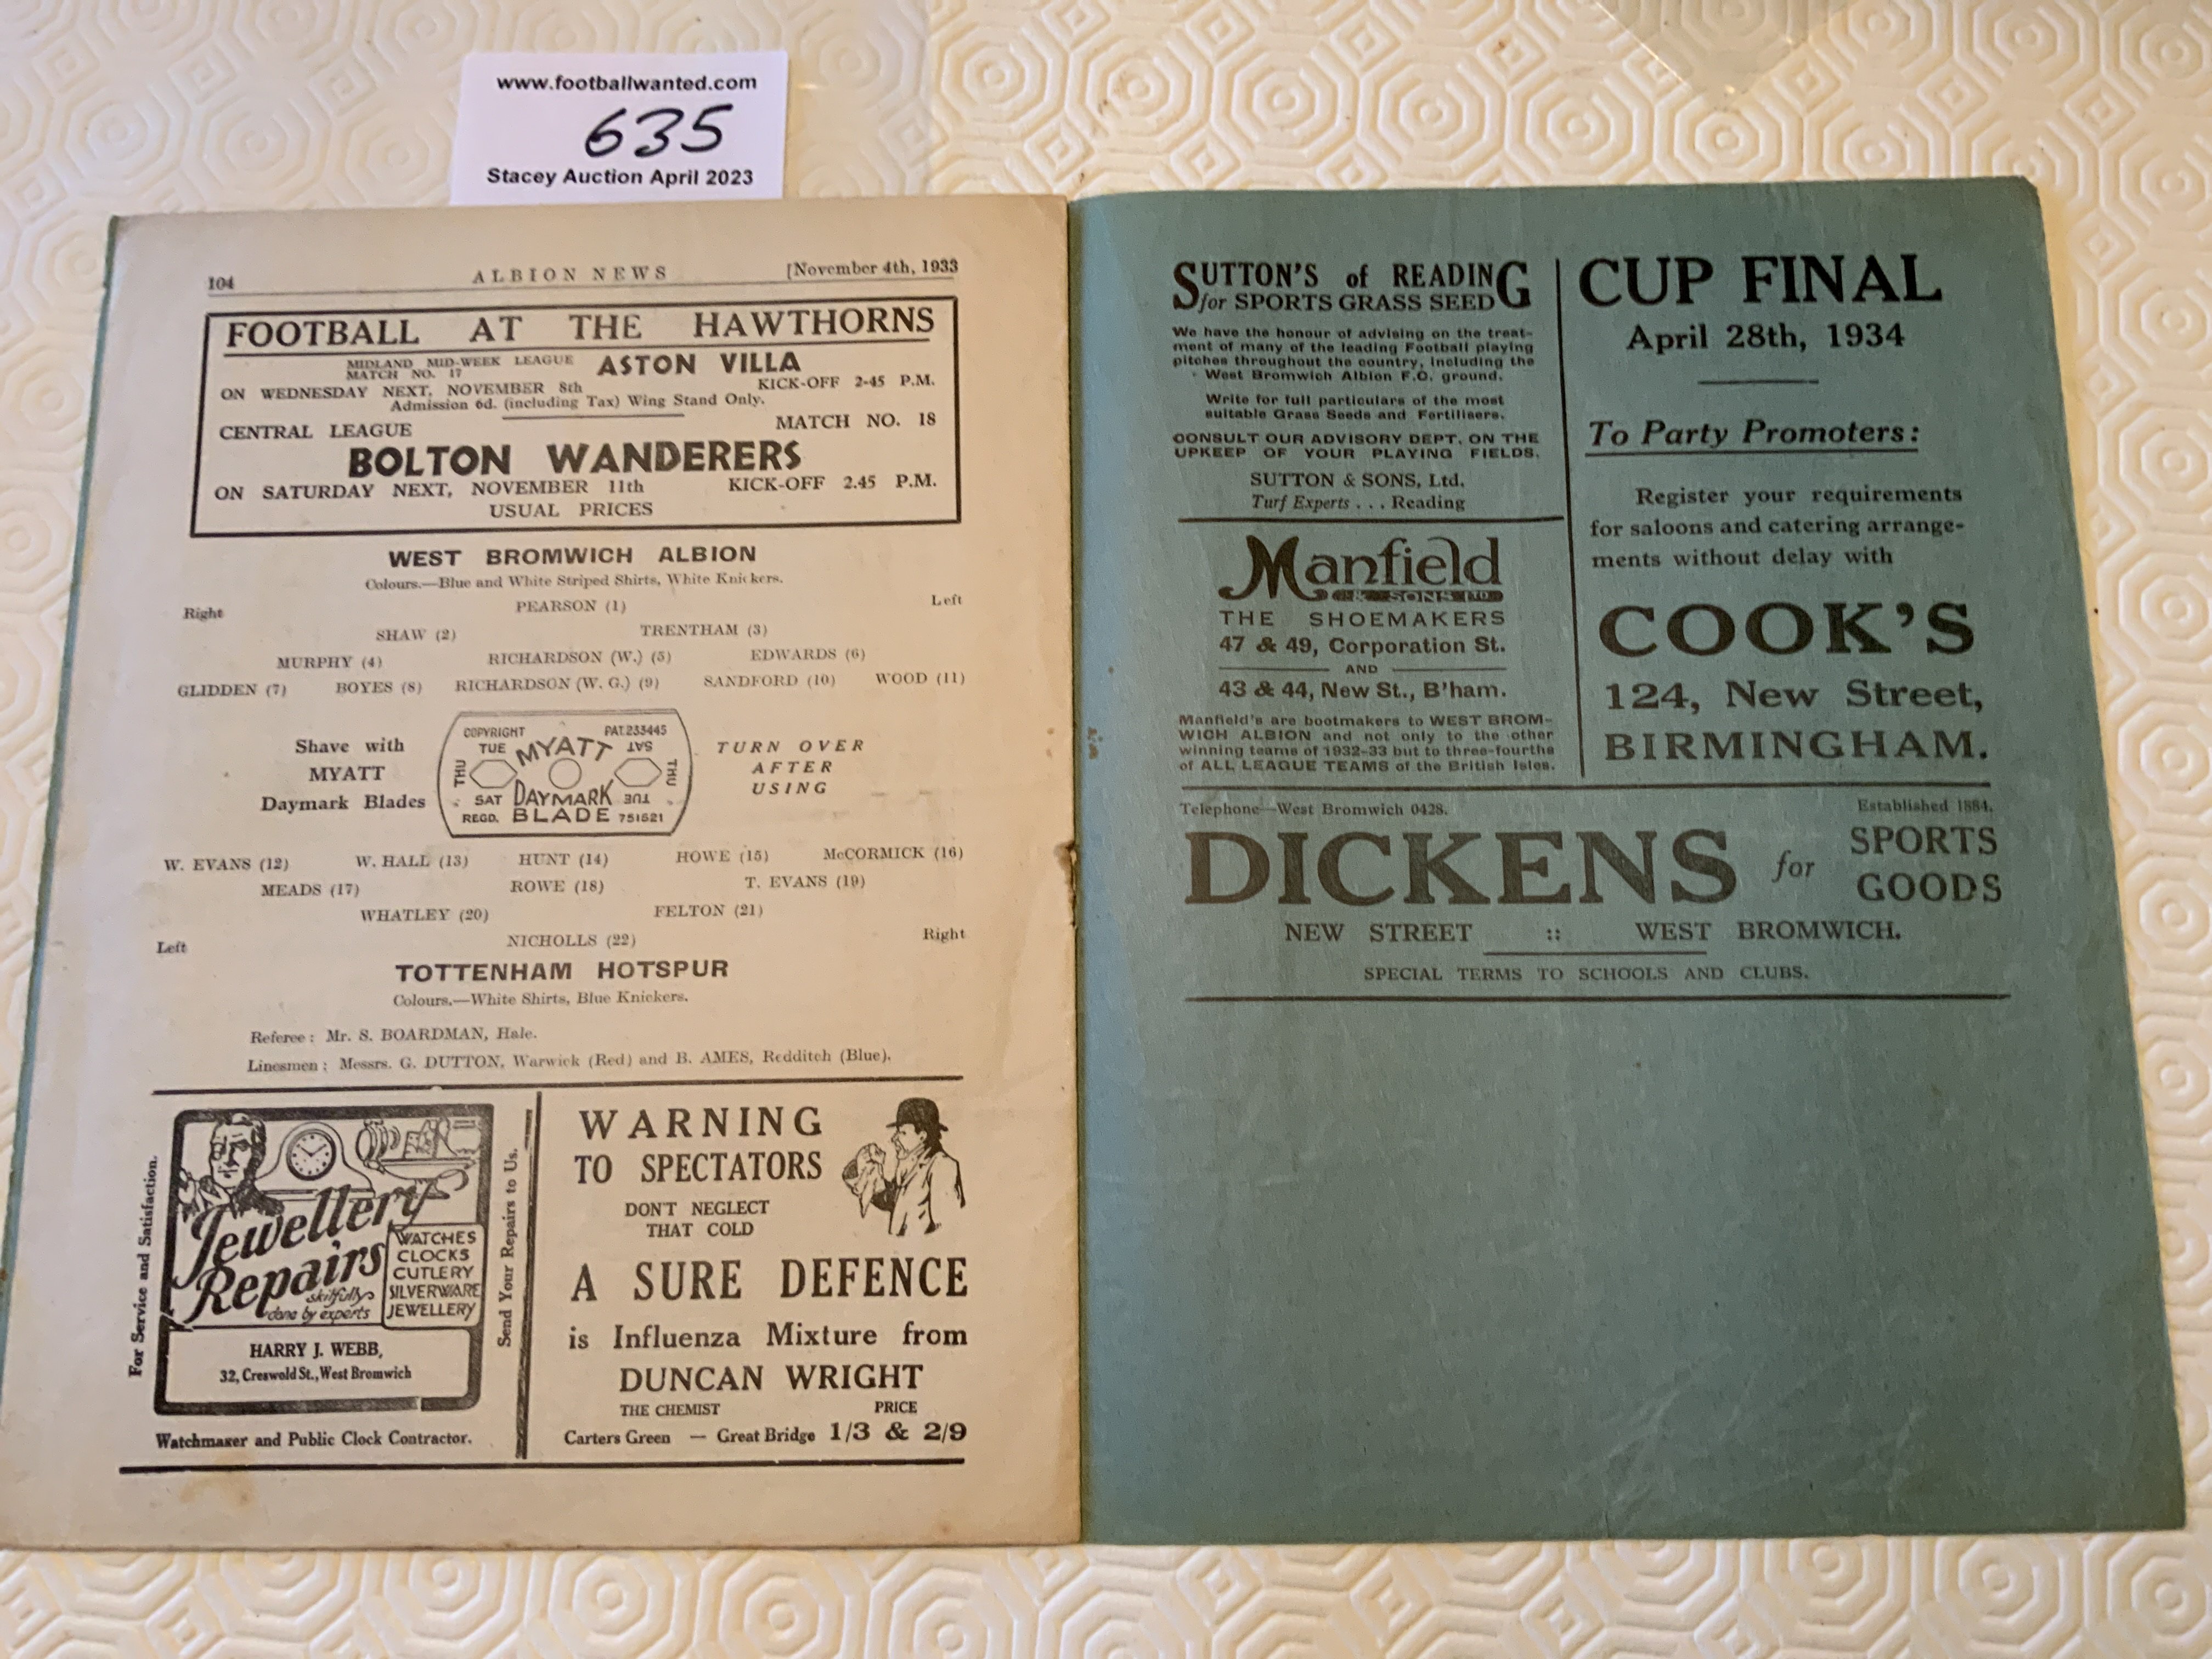 www.footballwanted.com
635
Stacey Auction April 2023
104
ALBION NEWS
[November 4th, 1933
FOOTBALL AT THE HAWTHORNS
MIDLAND MID-WEEK LEAGUE
MATCH NO. 17
ASTON VILLA
ON WEDNESDAY NEXT, NOVEMBER 8th
KICK-OFF 2-45 P.M.
Admission 6d. (including Tax) Wing Stand Only.
CENTRAL LEAGUE
MATCH NO. 18
BOLTON WANDERERS
ON SATURDAY NEXT, NOVEMBER 11th
KICK-OFF 2.45 P.M.
USUAL PRICES
WEST BROMWICH ALBION
Colours.—Blue and White Striped Shirts, White Knickers.
Right
PEARSON (1)
Left
SHAW (2) TRENTHAM (3)
MURPHY (4) RICHARDSON (W.) (5) EDWARDS (6)
GLIDDEN (7) BOYES (8) RICHARDSON (W. G.) (9) SANDFORD (10) WOOD (11)
Shave with
MYATT
Daymark Blades
COPYRIGHT PAT.233445
TUE MYATT SAT
THU THU
SAT DAYMARK TUE
REGD. BLADE 751521
TURN OVER
AFTER
USING
W. EVANS (12) W. HALL (13) HUNT (14) HOWE (15) McCORMICK (16)
MEADS (17) ROWE (18) T. EVANS (19)
WHATLEY (20) FELTON (21)
Left
NICHOLLS (22)
Right
TOTTENHAM HOTSPUR
Colours.—White Shirts, Blue Knickers.
Referee : Mr. S. BOARDMAN, Hale.
Linesmen : Messrs. G. DUTTON, Warwick (Red) and B. AMES, Redditch (Blue).
For Service and Satisfaction.
Jewellery
Repairs
skilfully
done by experts
WATCHES
CLOCKS
CUTLERY
SILVERWARE
JEWELLERY
HARRY J. WEBB,
32, Creswold St., West Bromwich
Send Your Repairs to Us.
Watchmaker and Public Clock Contractor.
WARNING
TO SPECTATORS
DON'T NEGLECT
THAT COLD
A SURE DEFENCE
is Influenza Mixture from
DUNCAN WRIGHT
THE CHEMIST
PRICE
Carters Green — Great Bridge 1/3 & 2/9
SUTTON'S of READING
for SPORTS GRASS SEED
We have the honour of advising on the treat-
ment of many of the leading Football playing
pitches throughout the country, including the
West Bromwich Albion F.C. ground.
Write for full particulars of the most
suitable Grass Seeds and Fertilisers.
CONSULT OUR ADVISORY DEPT. ON THE
UPKEEP OF YOUR PLAYING FIELDS.
SUTTON & SONS, Ltd.
Turf Experts . . . Reading
Manfield
& SONS LTD
THE SHOEMAKERS
47 & 49, Corporation St.
AND
43 & 44, New St., B'ham.
Manfield's are bootmakers to WEST BROM-
WICH ALBION and not only to the other
winning teams of 1932-33 but to three-fourths
of ALL LEAGUE TEAMS of the British Isles.
CUP FINAL
April 28th, 1934
To Party Promoters:
Register your requirements
for saloons and catering arrange-
ments without delay with
COOK'S
124, New Street,
BIRMINGHAM.
Telephone—West Bromwich 0428.
Established 1884.
DICKENS for SPORTS
GOODS
NEW STREET :: WEST BROMWICH.
SPECIAL TERMS TO SCHOOLS AND CLUBS.